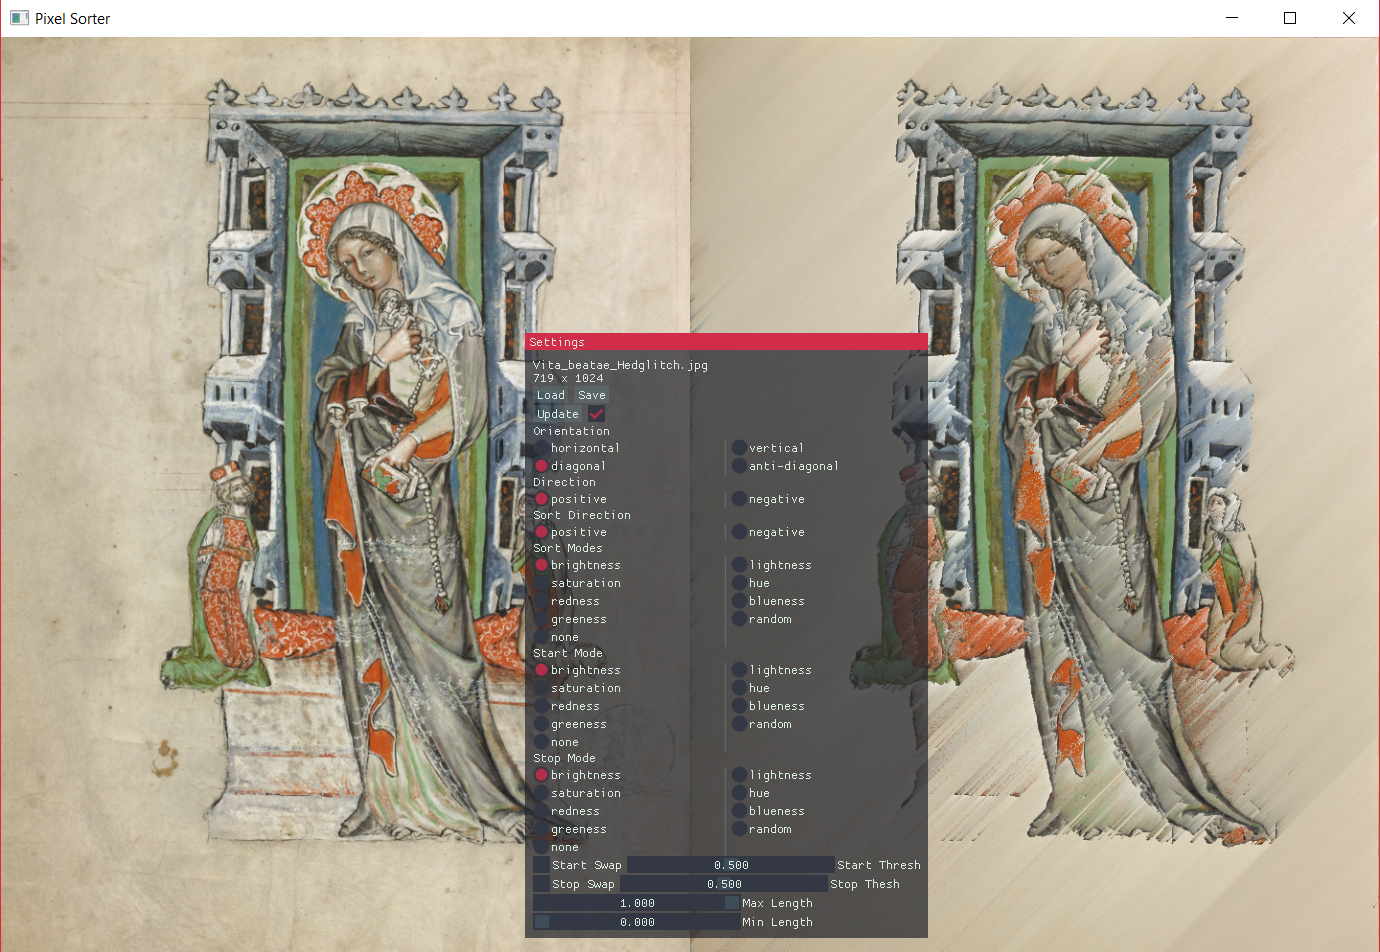 Pixel Sorter
Settings
Vita_beatae_Hedglitch.jpg
719 x 1024
Load Save
Update
Orientation
horizontal vertical
diagonal anti-diagonal
Direction
positive negative
Sort Direction
positive negative
Sort Modes
brightness lightness
saturation hue
redness blueness
greeness random
none
Start Mode
brightness lightness
saturation hue
redness blueness
greeness random
none
Stop Mode
brightness lightness
saturation hue
redness blueness
greeness random
none
Start Swap 0.500 Start Thresh
Stop Swap 0.500 Stop Thesh
1.000 Max Length
0.000 Min Length